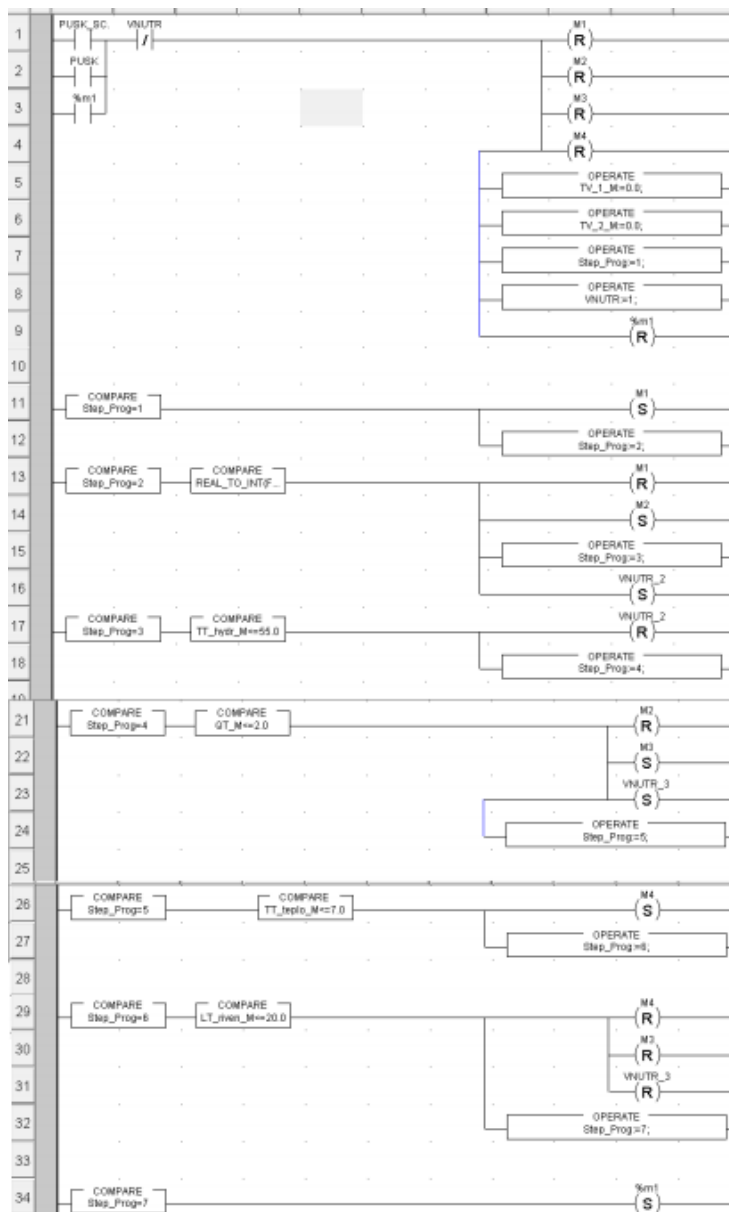 PUSK_SC. VNUTR M1
1 / R
PUSK M2
2 R
%m1 M3
3 R
M4
4 R
OPERATE
5 TV_1_M:=0.0;
OPERATE
6 TV_2_M:=0.0;
OPERATE
7 Step_Prog:=1;
OPERATE
8 VNUTR:=1;
%m1
9 R
10
COMPARE M1
11 Step_Prog=1 S
OPERATE
12 Step_Prog:=2;
COMPARE COMPARE M1
13 Step_Prog=2 REAL_TO_INT(F... R
M2
14 S
OPERATE
15 Step_Prog:=3;
VNUTR_2
16 S
COMPARE COMPARE VNUTR_2
17 Step_Prog=3 TT_hydr_M<=55.0 R
OPERATE
18 Step_Prog:=4;
COMPARE COMPARE M2
21 Step_Prog=4 QT_M<=2.0 R
M3
22 S
VNUTR_3
23 S
OPERATE
24 Step_Prog:=5;
25
COMPARE COMPARE M4
26 Step_Prog=5 TT_teplo_M<=7.0 S
OPERATE
27 Step_Prog:=6;
28
COMPARE COMPARE M4
29 Step_Prog=6 LT_riven_M<=20.0 R
M3
30 R
VNUTR_3
31 R
OPERATE
32 Step_Prog:=7;
33
COMPARE %m1
34 Step_Prog=7 S